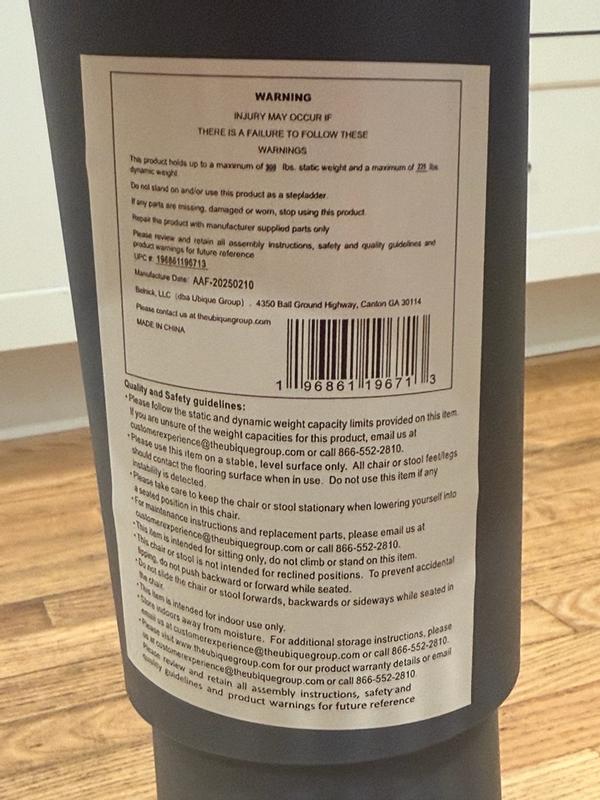 WARNING
INJURY MAY OCCUR IF
THERE IS A FAILURE TO FOLLOW THESE
WARNINGS
This product holds up to a maximum of lbs. static weight and a maximum of lbs
dynamic weight.
Do not stand on and/or use this product as a stepladder.
If any parts are missing, damaged or worn, stop using this product.
Repair the product with manufacturer supplied parts only
Please review and retain all assembly instructions, safety and quality guidelines and
product warnings for future reference
UPC #: 196861196713
Manufacture Date: AAF-20250210
Belnick, LLC (dba Ubique Group) . 4350 Ball Ground Highway, Canton GA 30114
Please contact us at theubiquegroup.com
MADE IN CHINA
1 96861 19671 3
Quality and Safety guidelines:
•Please follow the static and dynamic weight capacity limits provided on this item.
If you are unsure of the weight capacities for this product, email us at
customerexperience@theubiquegroup.com or call 866-552-2810.
•Please use this item on a stable, level surface only. All chair or stool feet/legs
should contact the flooring surface when in use. Do not use this item if any
instability is detected.
•Please take care to keep the chair or stool stationary when lowering yourself into
a seated position in this chair.
•For maintenance instructions and replacement parts, please email us at
customerexperience@theubiquegroup.com or call 866-552-2810.
•This item is intended for sitting only, do not climb or stand on this item.
•This chair or stool is not intended for reclined positions. To prevent accidental
tipping, do not push backward or forward while seated.
•Do not slide the chair or stool forwards, backwards or sideways while seated in
the chair.
•This item is intended for indoor use only.
•Store indoors away from moisture. For additional storage instructions, please
email us at customerexperience@theubiquegroup.com or call 866-552-2810.
•Please visit www.theubiquegroup.com for our product warranty details or email
us at customerexperience@theubiquegroup.com or call 866-552-2810.
Please review and retain all assembly instructions, safety and
quality guidelines and product warnings for future reference